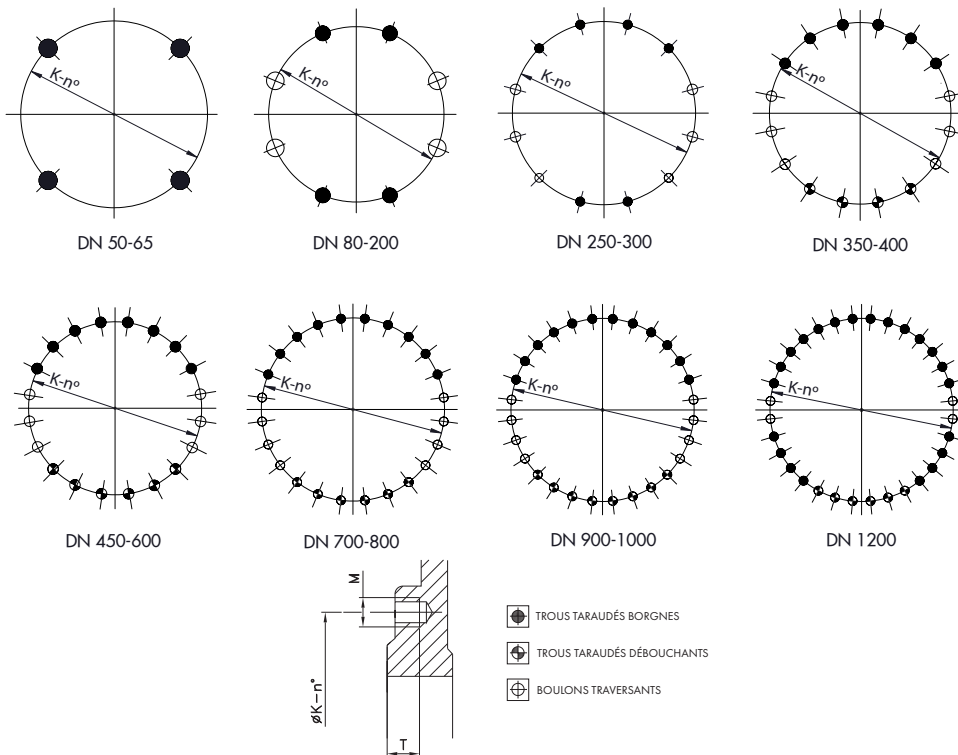 K-nº
K-nº
K-nº
K-nº
DN 50-65
DN 80-200
DN 250-300
DN 350-400
K-nº
K-nº
K-nº
K-nº
DN 450-600
DN 700-800
DN 900-1000
DN 1200
M
TROUS TARAUDÉS BORGNES
TROUS TARAUDÉS DÉBOUCHANTS
BOULONS TRAVERSANTS
øK-n°
T